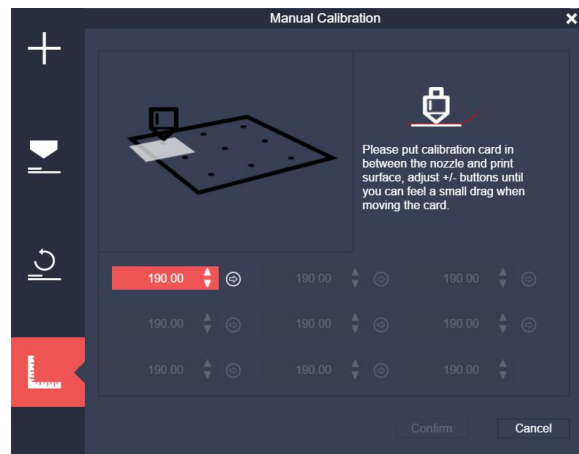 Manual Calibration
Please put calibration card in
between the nozzle and print
surface, adjust +/- buttons until
you can feel a small drag when
moving the card.
190.00 190.00 190.00
190.00 190.00 190.00
190.00 190.00 190.00
Confirm Cancel